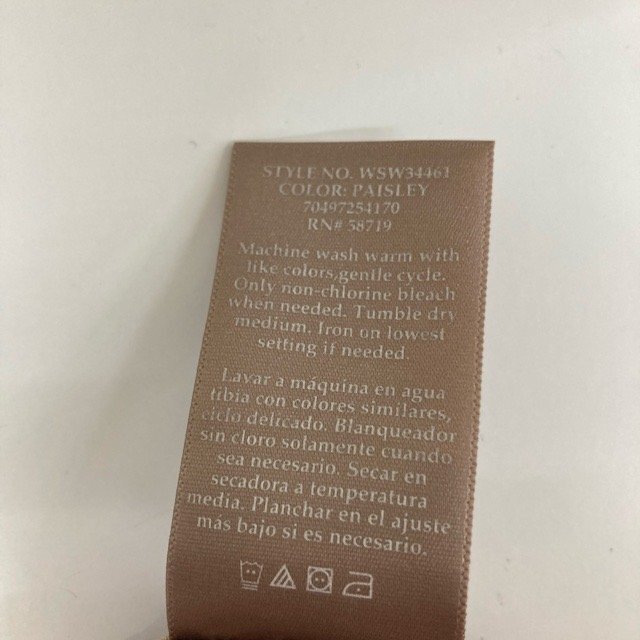 STYLE NO. WSW34461
COLOR: PAISLEY
70497254170
RN# 58719
Machine wash warm with
like colors,gentle cycle.
Only non-chlorine bleach
when needed. Tumble dry
medium. Iron on lowest
setting if needed.
Lavar a máquina en agua
tibia con colores similares,
ciclo delicado. Blanqueador
sin cloro solamente cuando
sea necesario. Secar en
secadora a temperatura
media. Planchar en el ajuste
más bajo si es necesario.